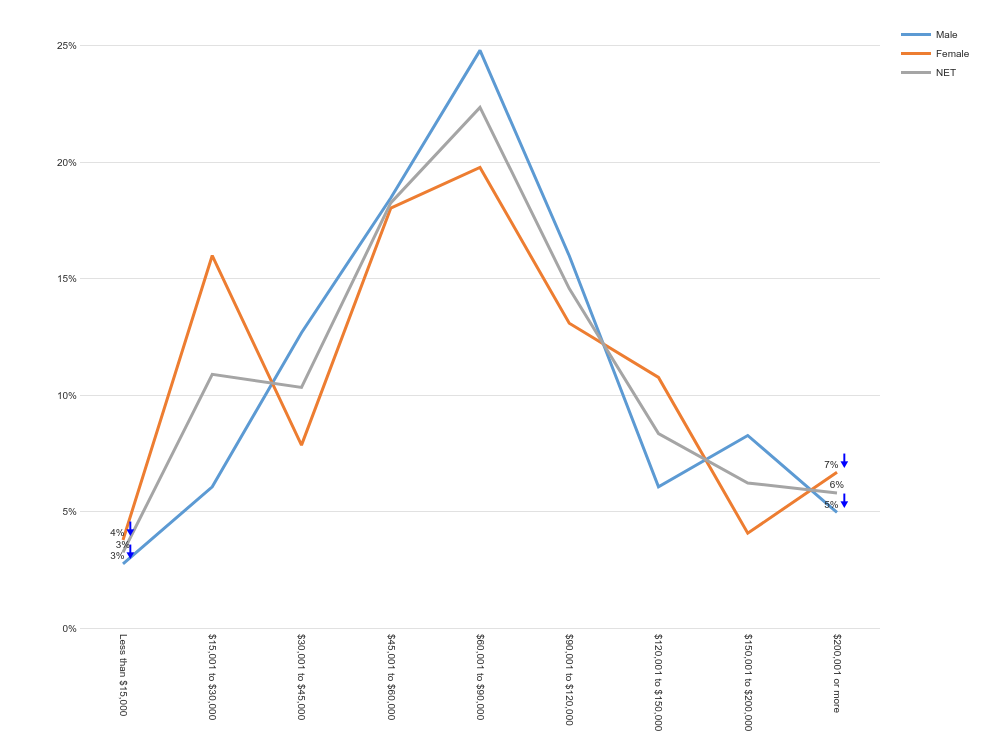 Male
Female
NET
25%
20%
15%
10%
5%
0%
4%
3%
3%
7%
6%
5%
Less than $15,000
$15,001 to $30,000
$30,001 to $45,000
$45,001 to $60,000
$60,001 to $90,000
$90,001 to $120,000
$120,001 to $150,000
$150,001 to $200,000
$200,001 or more